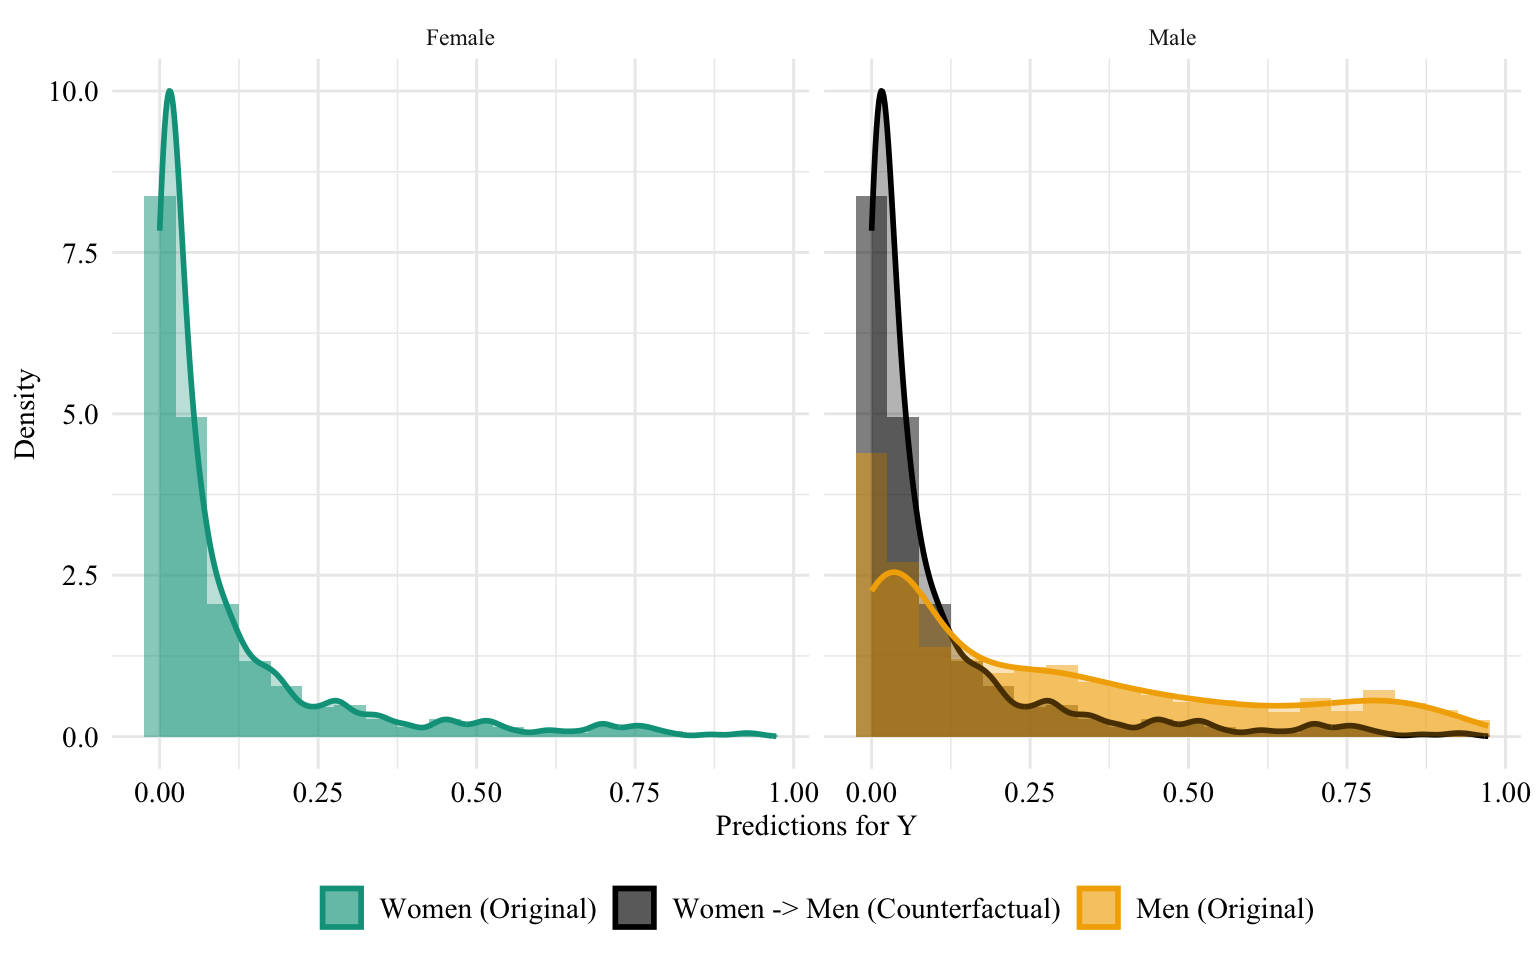 Female
Male
10.0
7.5
5.0
2.5
0.0
Density
0.00 0.25 0.50 0.75 1.00
0.00 0.25 0.50 0.75 1.00
Predictions for Y
Women (Original) Women -> Men (Counterfactual) Men (Original)